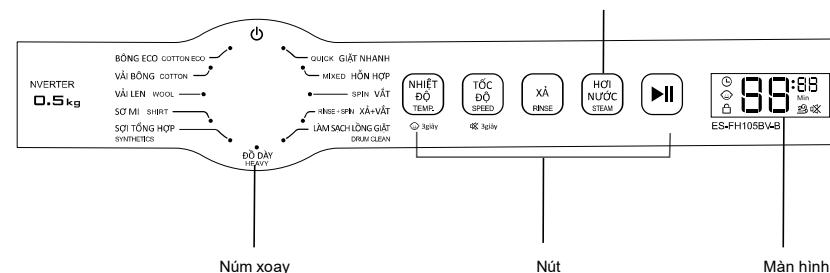 BÔNG ECO COTTON ECO
QUICK GIẶT NHANH
VẢI BÔNG COTTON
MIXED HỖN HỢP
VẢI LEN WOOL
SPIN VẮT
SƠ MI SHIRT
RINSE+SPIN XẢ+VẮT
SỢI TỔNG HỢP
SYNTHETICS
LÀM SẠCH LỒNG GIẶT
DRUM CLEAN
ĐỒ DÀY
HEAVY
NVERTER
0.5kg
NHIỆT
ĐỘ
TEMP.
3giây
TỐC
ĐỘ
SPEED
3giây
XẢ
RINSE
HƠI
NƯỚC
STEAM
88:88
Min
ES-FH105BV-B
Núm xoay
Nút
Màn hình